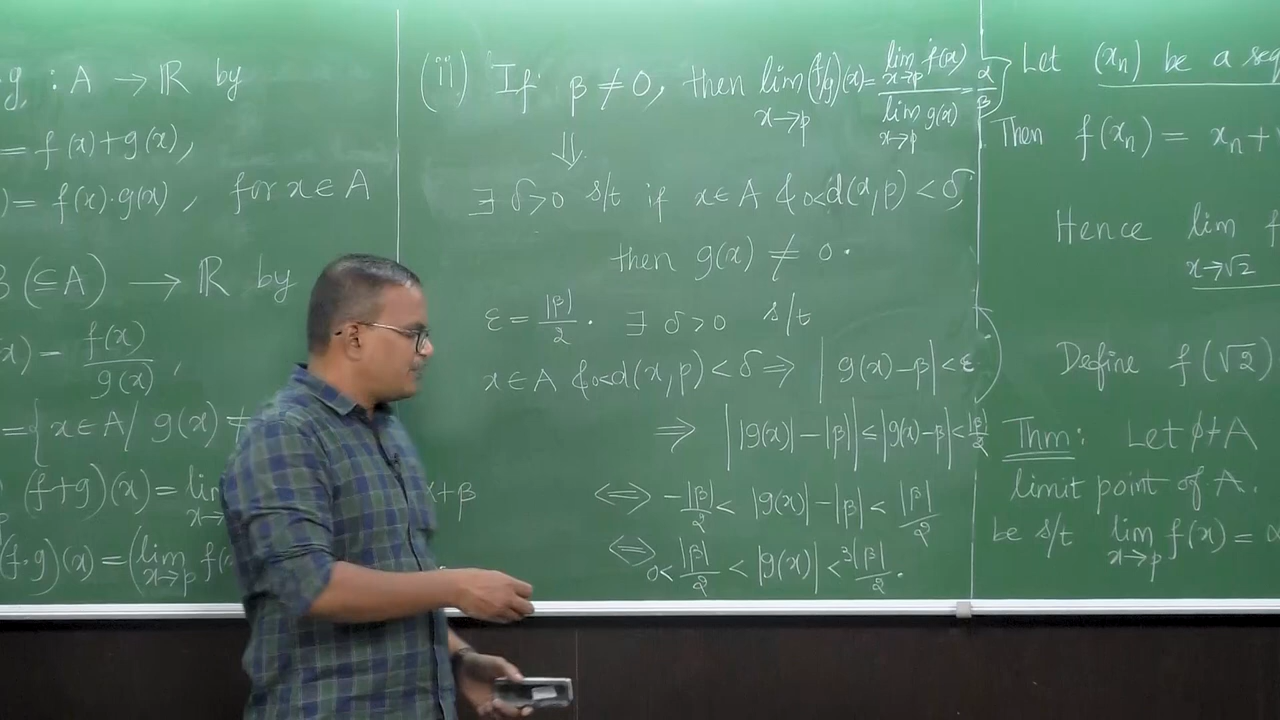 g : A → ℝ by
= f(x)+g(x),
) = f(x)·g(x), for x ∈ A
(⊆A) → ℝ by
x) = f(x)/g(x),
= { x ∈ A / g(x) ≠
(f+g)(x) = lim x→
+β
(f·g)(x) = (lim x→p f(x
(ii) If β ≠ 0, then lim x→p (f/g)(x) = lim x→p f(x) / lim x→p g(x) = α/β
⇓
∃ δ>0 s/t if x∈A & 0<d(x,p) < δ,
then g(x) ≠ 0.
ε = |β|/2. ∃ δ>0 s/t
x∈A & 0<d(x,p) < δ ⇒ |g(x)−β| < ε
⇒ ||g(x)|−|β|| ≤ |g(x)−β| < |β|/2
⇔ −|β|/2 < |g(x)|−|β| < |β|/2
⇔ 0 < |β|/2 < |g(x)| < 3|β|/2.
Let (xn) be a seq
Then f(xn) = xn +
Hence lim x→√2 f
Define f(√2)
Thm: Let ϕ ≠ A
limit point of A.
be s/t lim x→p f(x) = α